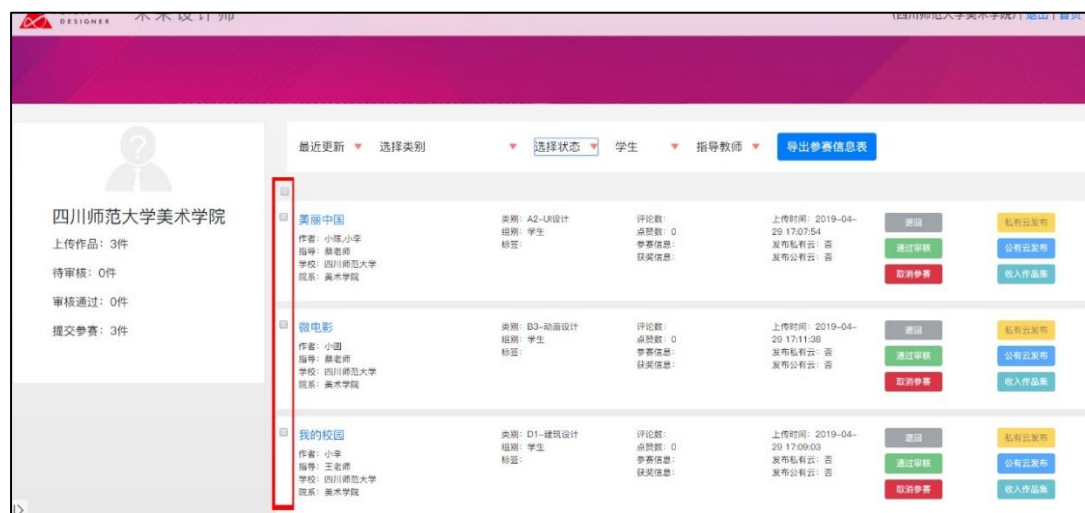 DESIGNER 未来设计师
(四川师范大学美术学院) | 退出 | 首页
四川师范大学美术学院
上传作品：3件
待审核：0件
审核通过：0件
提交参赛：3件
最近更新 选择类别 选择状态 学生 指导教师 导出参赛信息表
美丽中国
作者：小陈,小李
指导：蔡老师
学校：四川师范大学
院系：美术学院
类别：A2-UI设计
组别：学生
标签：
评论数：
点赞数：0
参赛信息：
获奖信息：
上传时间：2019-04-
29 17:07:54
发布私有云：否
发布公有云：否
退回
通过审核
取消参赛
私有云发布
公有云发布
收入作品集
微电影
作者：小圆
指导：蔡老师
学校：四川师范大学
院系：美术学院
类别：B3-动画设计
组别：学生
标签：
评论数：
点赞数：0
参赛信息：
获奖信息：
上传时间：2019-04-
29 17:11:38
发布私有云：否
发布公有云：否
退回
通过审核
取消参赛
私有云发布
公有云发布
收入作品集
我的校园
作者：小李
指导：王老师
学校：四川师范大学
院系：美术学院
类别：D1-建筑设计
组别：学生
标签：
评论数：
点赞数：0
参赛信息：
获奖信息：
上传时间：2019-04-
29 17:09:03
发布私有云：否
发布公有云：否
退回
通过审核
取消参赛
私有云发布
公有云发布
收入作品集